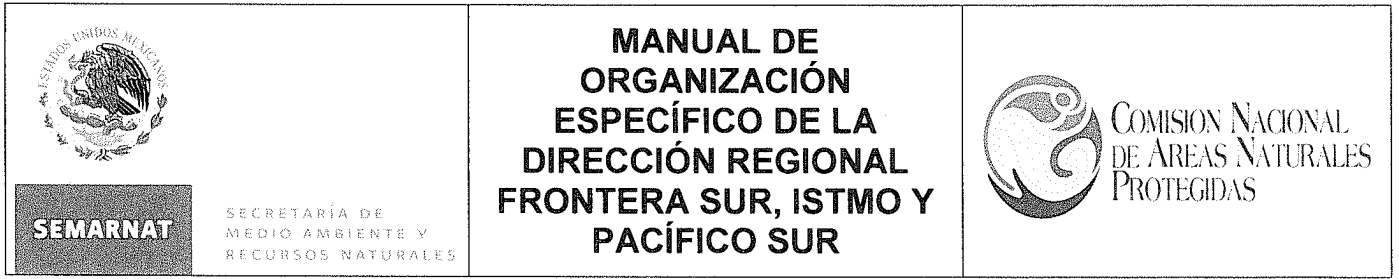 ESTADOS UNIDOS MEXICANOS
SEMARNAT
SECRETARÍA DE
MEDIO AMBIENTE Y
RECURSOS NATURALES
MANUAL DE
ORGANIZACIÓN
ESPECÍFICO DE LA
DIRECCIÓN REGIONAL
FRONTERA SUR, ISTMO Y
PACÍFICO SUR
COMISION NACIONAL
DE AREAS NATURALES
PROTEGIDAS